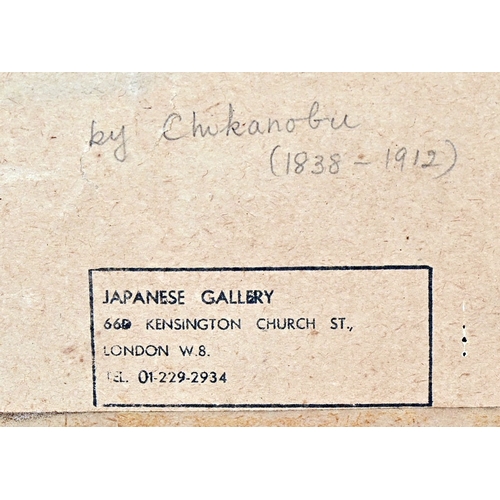 by Chikanobu
(1838 - 1912)
JAPANESE GALLERY
66D KENSINGTON CHURCH ST.,
LONDON W.8.
TEL. 01-229-2934